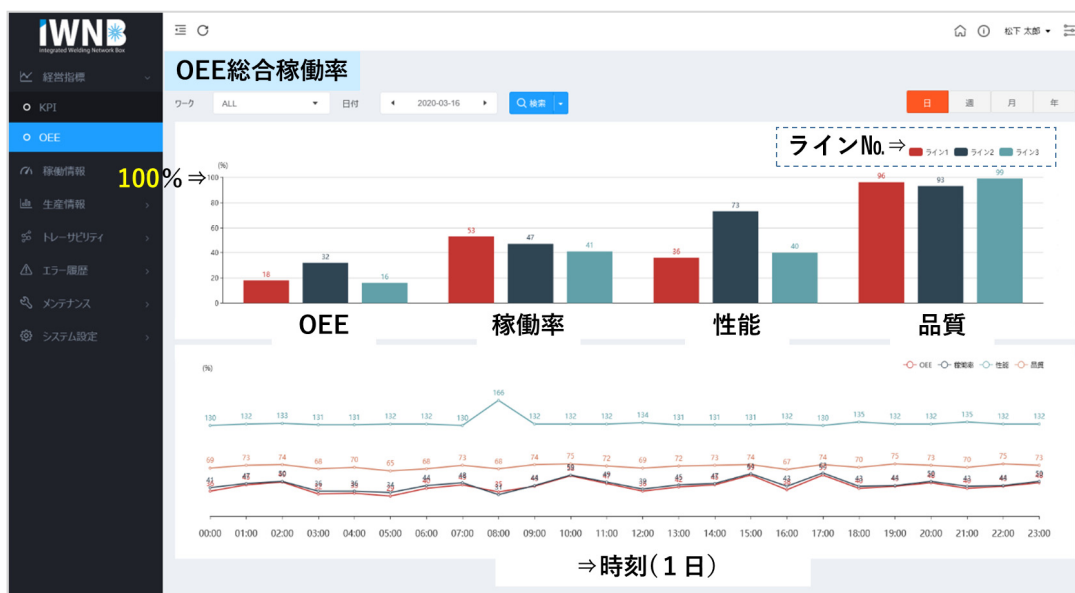 iWNB
Integrated Welding Network Box
松下 太郎
経営指標
KPI
OEE
稼働情報
生産情報
トレーサビリティ
エラー履歴
メンテナンス
システム設定
OEE総合稼働率
ワーク ALL 日付 2020-03-16 検索 日 週 月 年
ラインNo.⇒ ライン1 ライン2 ライン3
(%)
100%⇒
100
80
60
40
20
0
18 32 16 53 47 41 36 73 40 96 93 99
OEE 稼働率 性能 品質
(%)
OEE 稼働率 性能 品質
130 132 133 131 131 132 132 130 166 132 132 132 134 131 131 131 132 130 135 132 132 135 132 132
69 73 74 68 70 65 68 73 68 74 75 72 69 72 73 74 67 74 70 75 73 70 75 73
00:00 01:00 02:00 03:00 04:00 05:00 06:00 07:00 08:00 09:00 10:00 11:00 12:00 13:00 14:00 15:00 16:00 17:00 18:00 19:00 20:00 21:00 22:00 23:00
⇒時刻(1日)